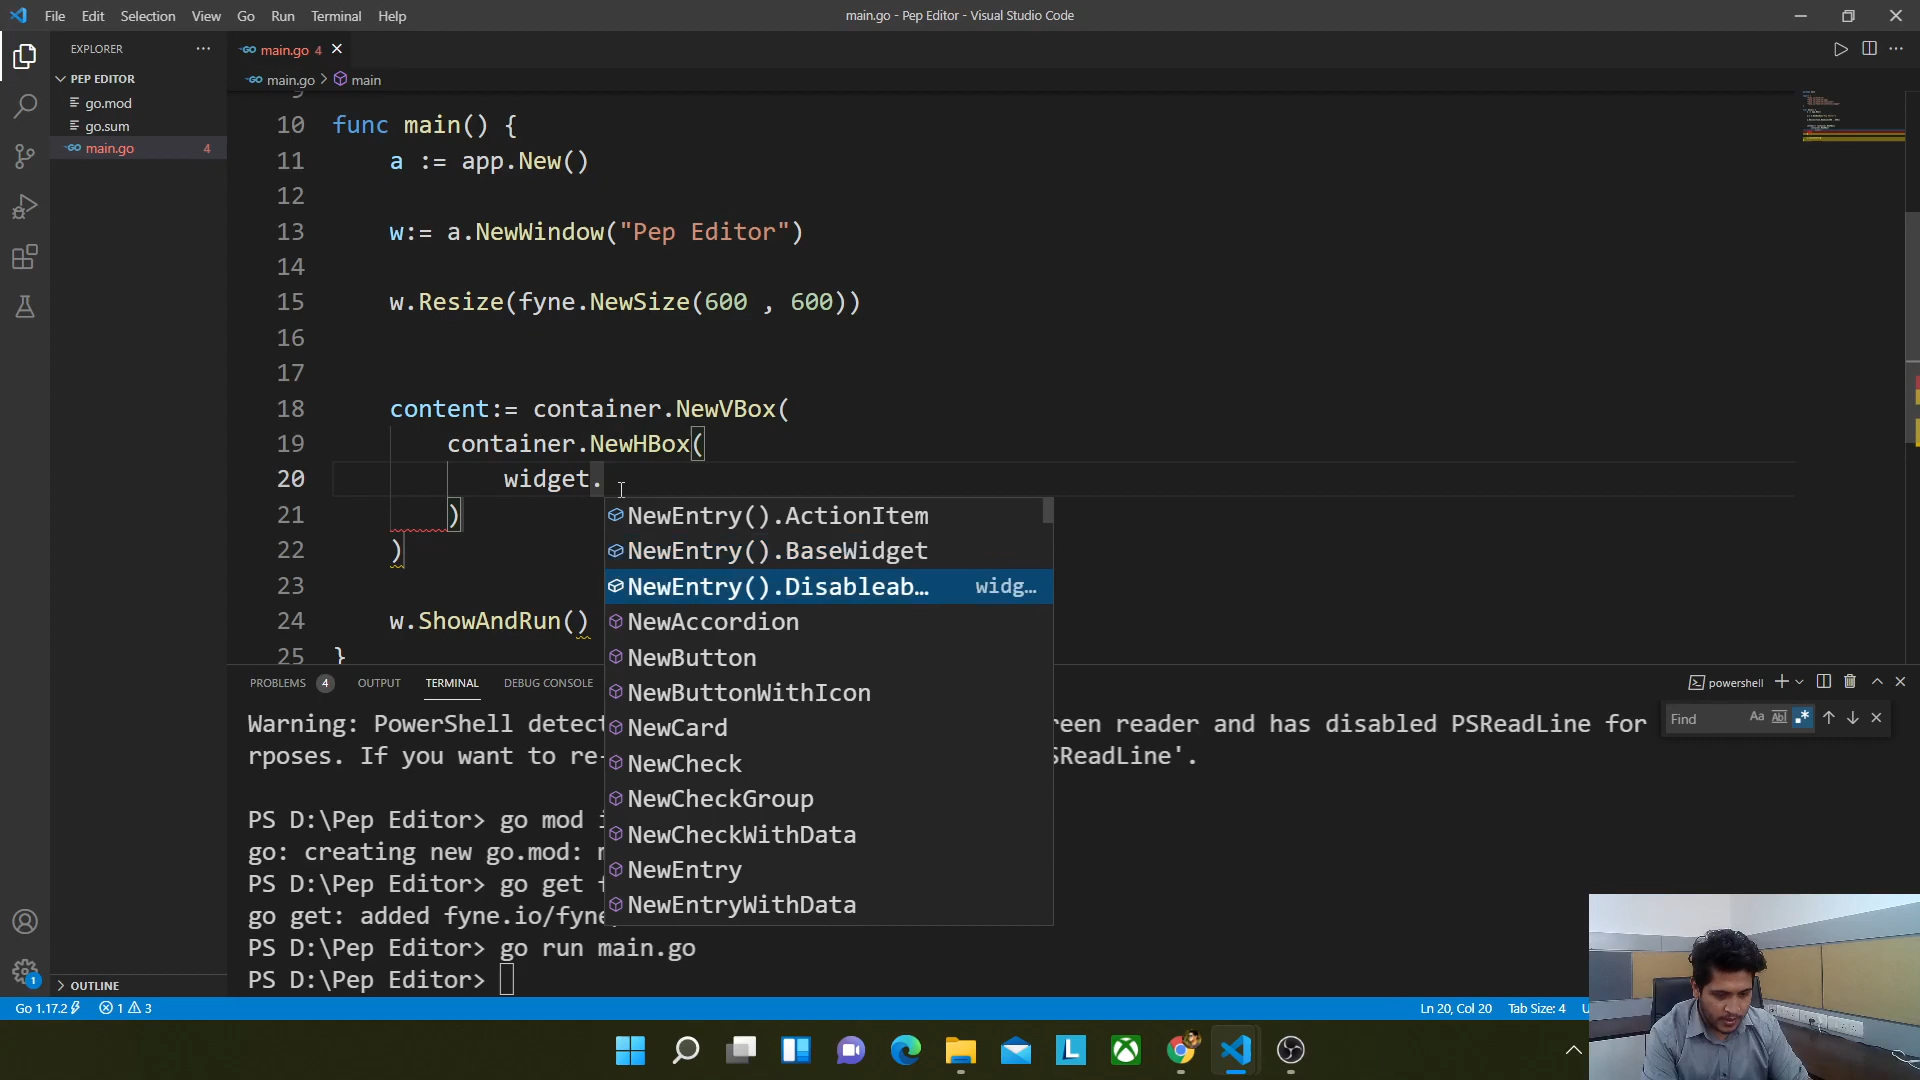 File Edit Selection View Go Run Terminal Help
main.go - Pep Editor - Visual Studio Code
EXPLORER
PEP EDITOR
go.mod
go.sum
main.go 4
OUTLINE
main.go 4
main.go > main
10 func main() {
11 a := app.New()
12
13 w:= a.NewWindow("Pep Editor")
14
15 w.Resize(fyne.NewSize(600 , 600))
16
17
18 content:= container.NewVBox(
19 container.NewHBox(
20 widget.
21 )
22 )
23
24 w.ShowAndRun()
25 }
NewEntry().ActionItem
NewEntry().BaseWidget
NewEntry().Disableab… widg…
NewAccordion
NewButton
NewButtonWithIcon
NewCard
NewCheck
NewCheckGroup
NewCheckWithData
NewEntry
NewEntryWithData
PROBLEMS 4 OUTPUT TERMINAL DEBUG CONSOLE
powershell
Find Aa Abl
Warning: PowerShell detec reen reader and has disabled PSReadLine for
rposes. If you want to re- SReadLine'.
PS D:\Pep Editor> go mod i
go: creating new go.mod:
PS D:\Pep Editor> go get f
go get: added fyne.io/fyne
PS D:\Pep Editor> go run main.go
PS D:\Pep Editor>
1
Go 1.17.2 1 3
Ln 20, Col 20 Tab Size: 4 U
L